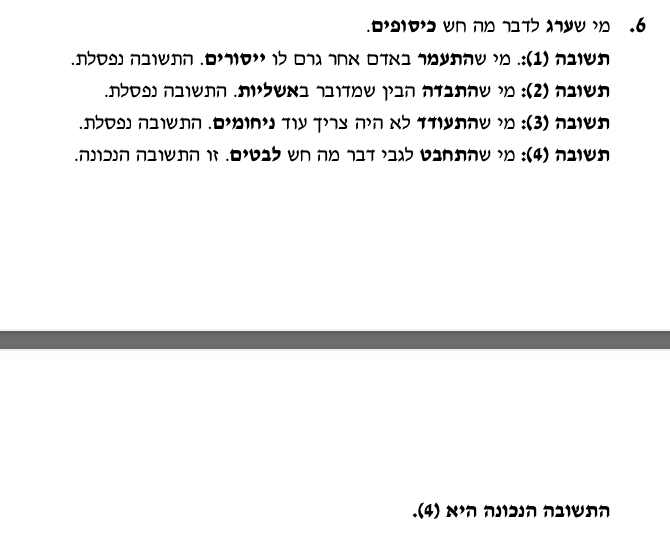 6. מי שערג לדבר מה חש כיסופים.
תשובה (1):. מי שהתעמר באדם אחר גרם לו ייסורים. התשובה נפסלת.
תשובה (2): מי שהתבדה הבין שמדובר באשליות. התשובה נפסלת.
תשובה (3): מי שהתעודד לא היה צריך עוד ניחומים. התשובה נפסלת.
תשובה (4): מי שהתחבט לגבי דבר מה חש לבטים. זו התשובה הנכונה.
התשובה הנכונה היא (4).